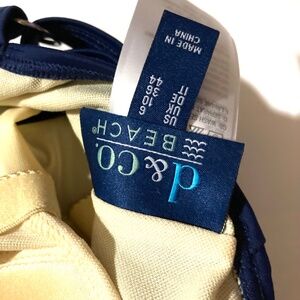 d&CO.®
BEACH
US 6
UK 10
DE 36
IT 44
MADE IN
CHINA